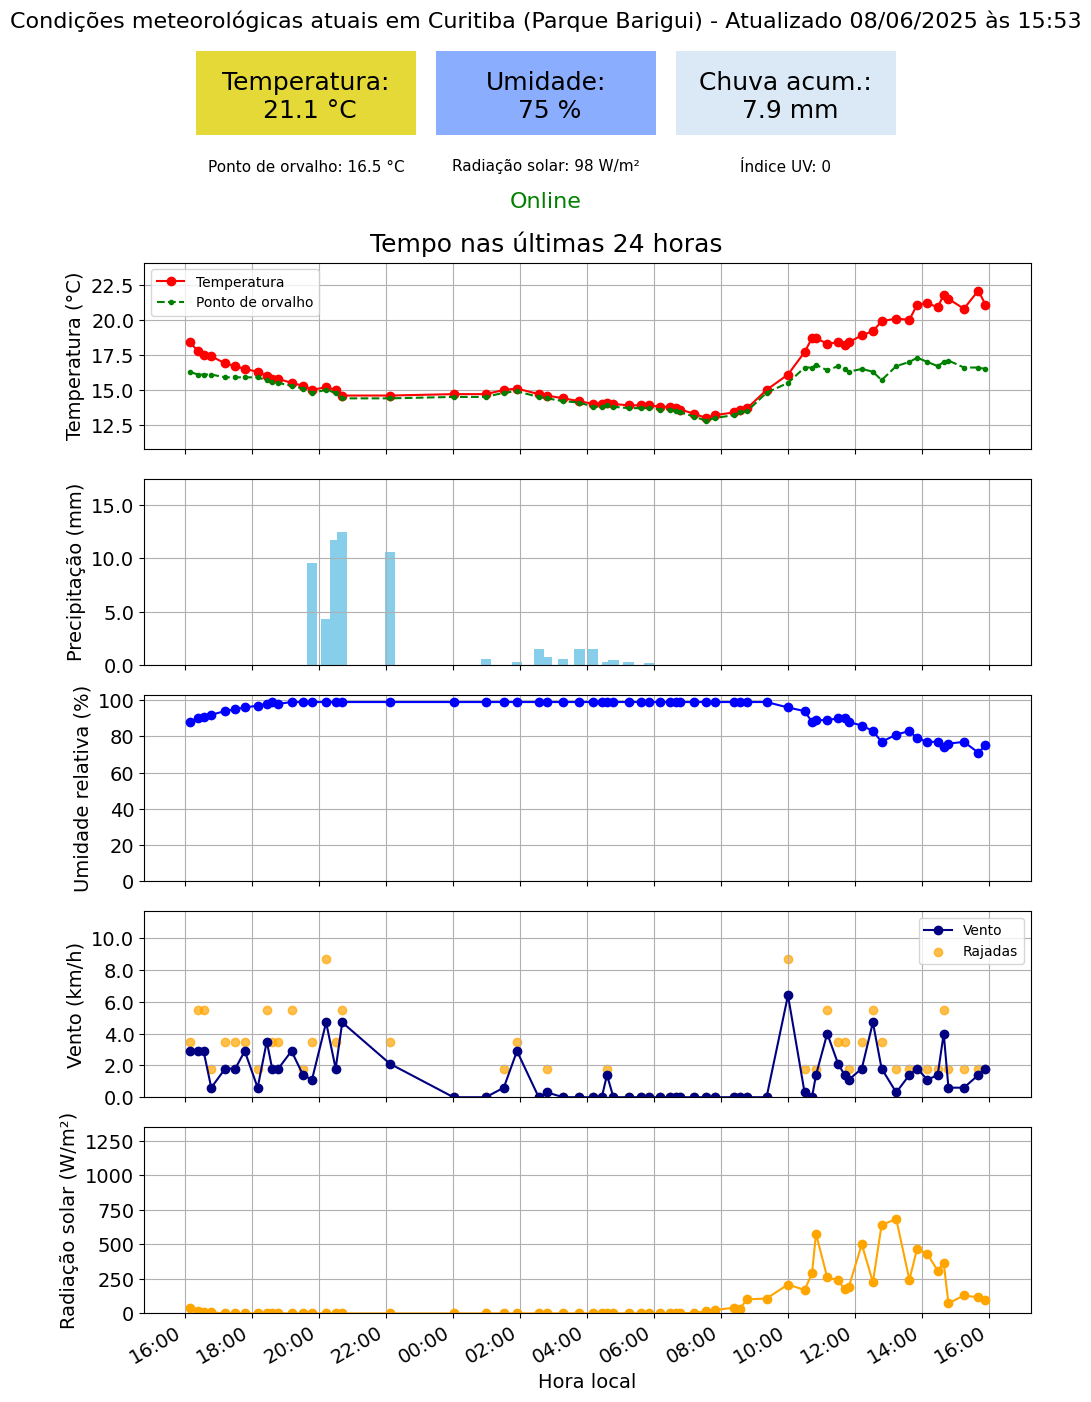 Condições meteorológicas atuais em Curitiba (Parque Barigui) - Atualizado 08/06/2025 às 15:53
Temperatura:
21.1 °C
Umidade:
75 %
Chuva acum.:
7.9 mm
Ponto de orvalho: 16.5 °C
Radiação solar: 98 W/m²
Índice UV: 0
Online
Tempo nas últimas 24 horas
Temperatura (°C)
22.5
20.0
17.5
15.0
12.5
Temperatura
Ponto de orvalho
Precipitação (mm)
15.0
10.0
5.0
0.0
Umidade relativa (%)
100
80
60
40
20
0
Vento (km/h)
10.0
8.0
6.0
4.0
2.0
0.0
Vento
Rajadas
Radiação solar (W/m²)
1250
1000
750
500
250
0
16:00
18:00
20:00
22:00
00:00
02:00
04:00
06:00
08:00
10:00
12:00
14:00
16:00
Hora local